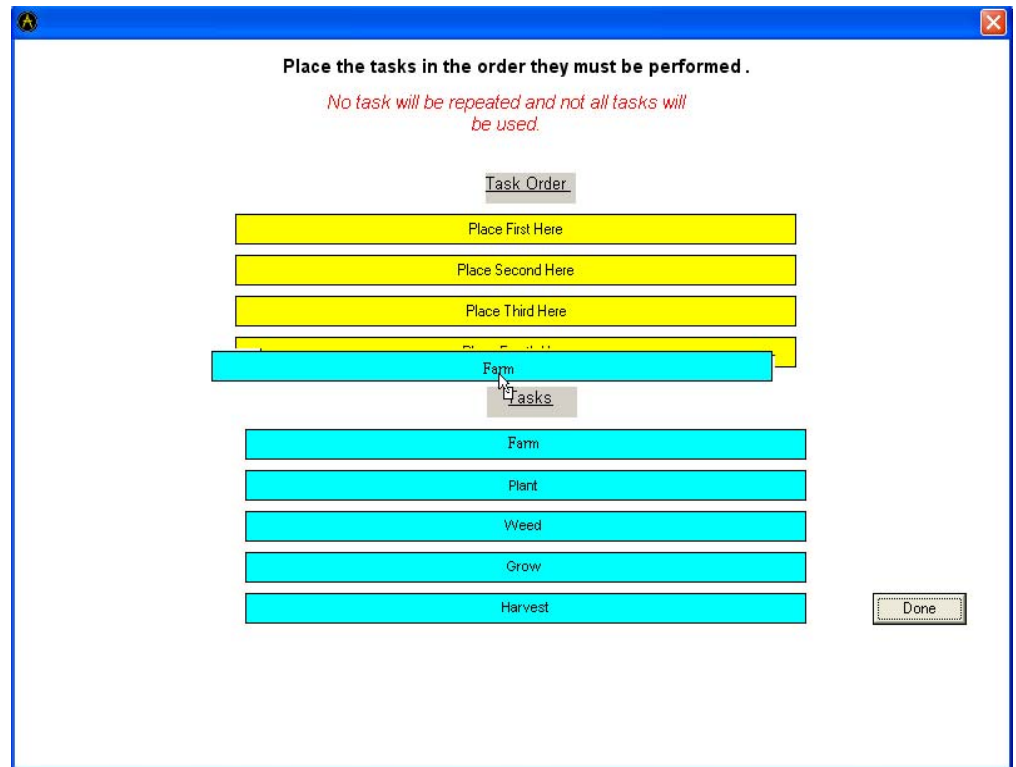 Place the tasks in the order they must be performed .
No task will be repeated and not all tasks will
be used.
Task Order
Place First Here
Place Second Here
Place Third Here
Farm
Tasks
Farm
Plant
Weed
Grow
Harvest
Done